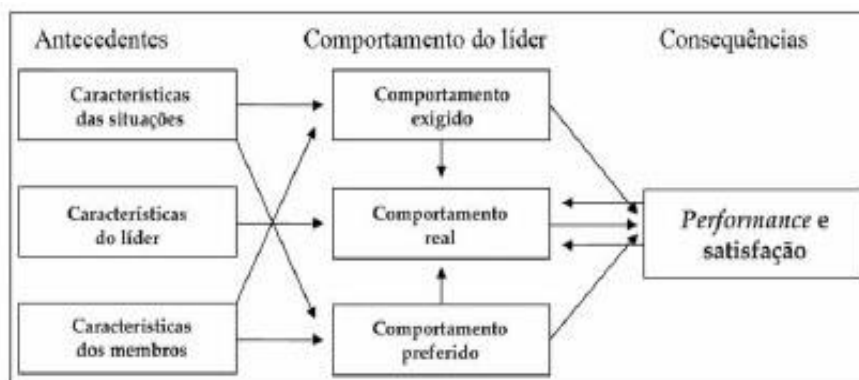 Antecedentes
Comportamento do líder
Consequências
Características
das situações
Comportamento
exigido
Características
do líder
Comportamento
real
Performance e
satisfação
Características
dos membros
Comportamento
preferido